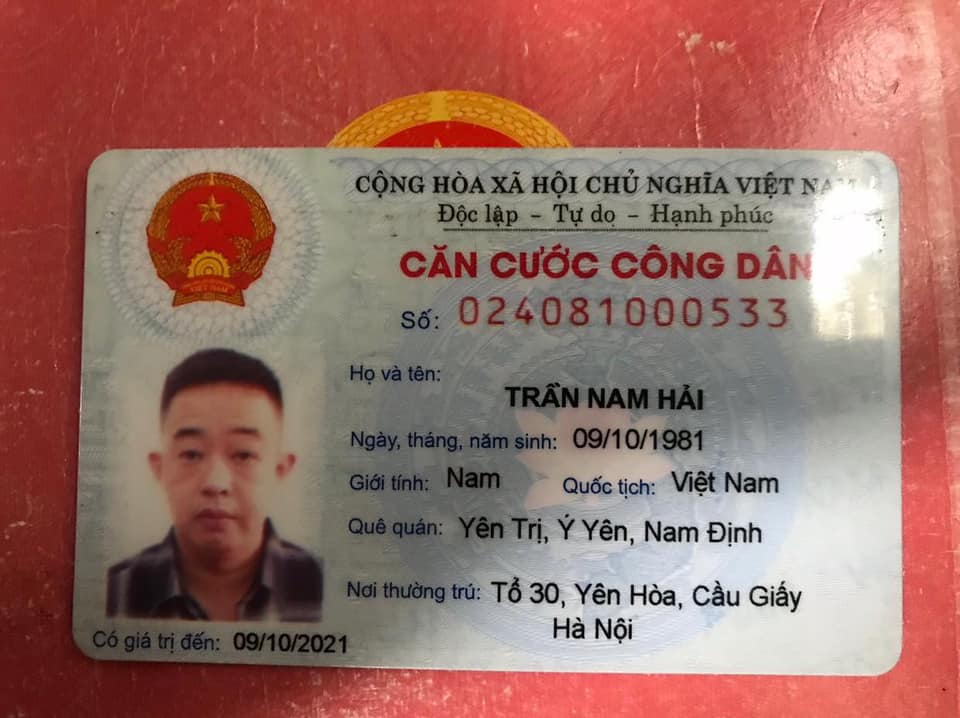 CỘNG HÒA XÃ HỘI CHỦ NGHĨA VIỆT NAM
Độc lập - Tự do - Hạnh phúc
CĂN CƯỚC CÔNG DÂN
Số: 024081000533
Họ và tên:
TRẦN NAM HẢI
Ngày, tháng, năm sinh: 09/10/1981
Giới tính: Nam Quốc tịch: Việt Nam
Quê quán: Yên Trị, Ý Yên, Nam Định
Nơi thường trú: Tổ 30, Yên Hòa, Cầu Giấy
Hà Nội
Có giá trị đến: 09/10/2021